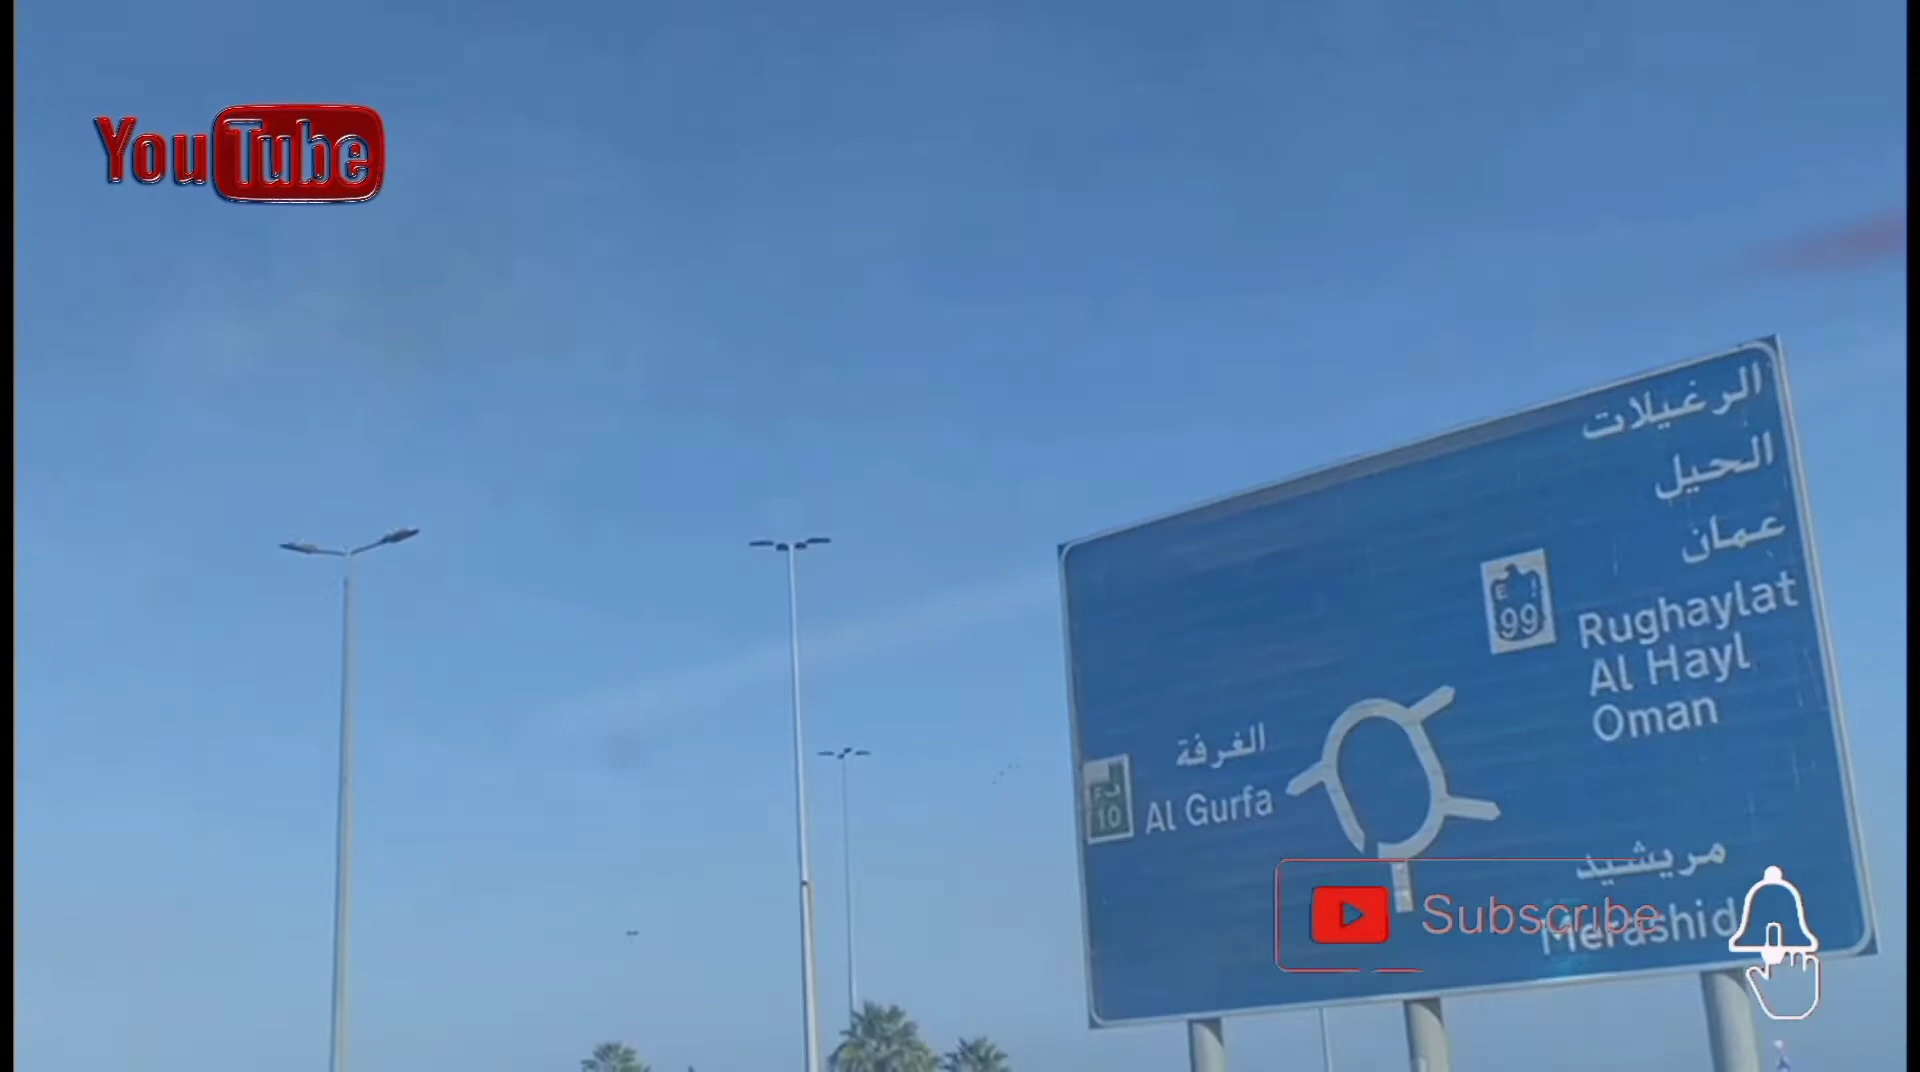 YouTube
الرغيلات
الحيل
عمان
E
99
Rughaylat
Al Hayl
Oman
الغرفة
Al Gurfa
F ف
10
مريشيد
Merashid
Subscribe